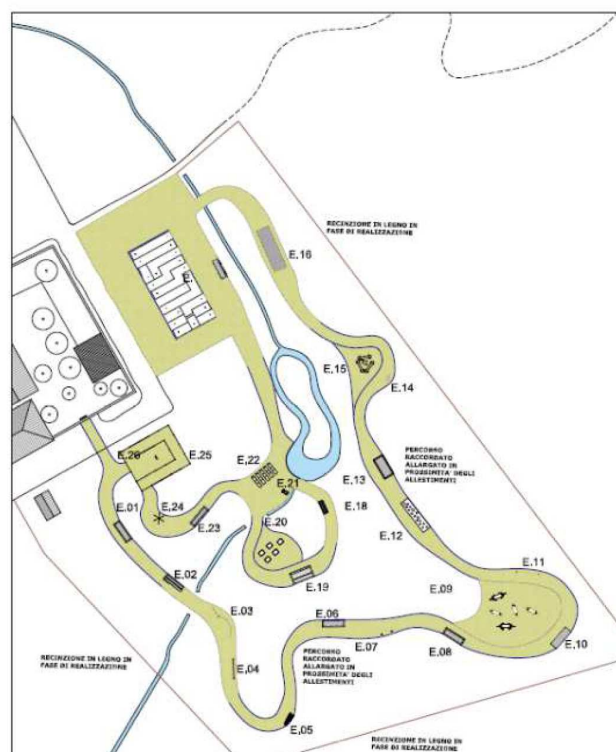 RECINZIONE IN LEGNO IN
FASE DI REALIZZAZIONE
E.16
E.15
E.14
E.26
E.25
E.22
E.21
E.13
PERCORSO
RACCORDATO
ALLARGATO IN
PROSSIMITA' DEGLI
ALLESTIMENTI
E.01
E.24
E.23
E.20
E.18
E.12
E.02
E.19
E.11
E.09
E.03
E.06
E.07
E.08
E.10
RECINZIONE IN LEGNO IN
FASE DI REALIZZAZIONE
E.04
PERCORSO
RACCORDATO
ALLARGATO IN
PROSSIMITA' DEGLI
ALLESTIMENTI
E.05
RECINZIONE IN LEGNO IN
FASE DI REALIZZAZIONE